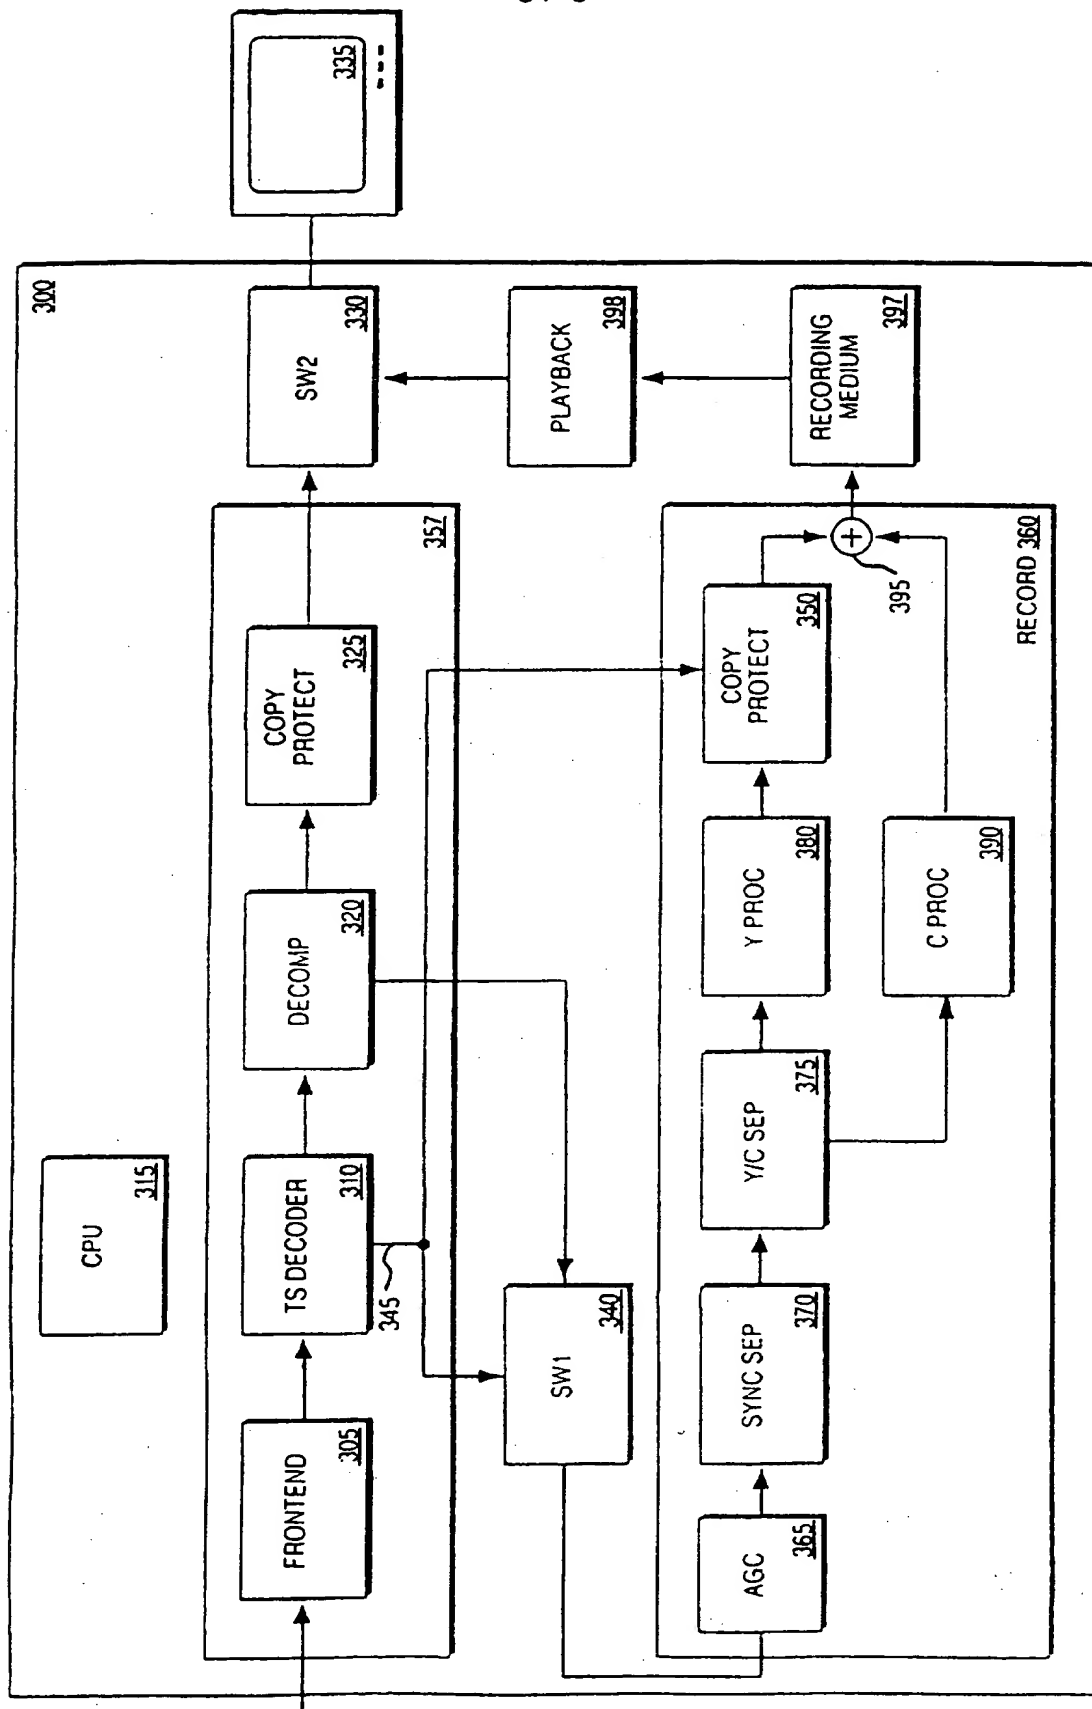 300
335
CPU
315
FRONTEND
305
TS DECODER
310
DECOMP
320
COPY
PROTECT
325
SW2
330
357
345
SW1
340
PLAYBACK
398
AGC
365
SYNC SEP
370
Y/C SEP
375
Y PROC
380
COPY
PROTECT
350
395
RECORDING
MEDIUM
397
C PROC
390
RECORD 360